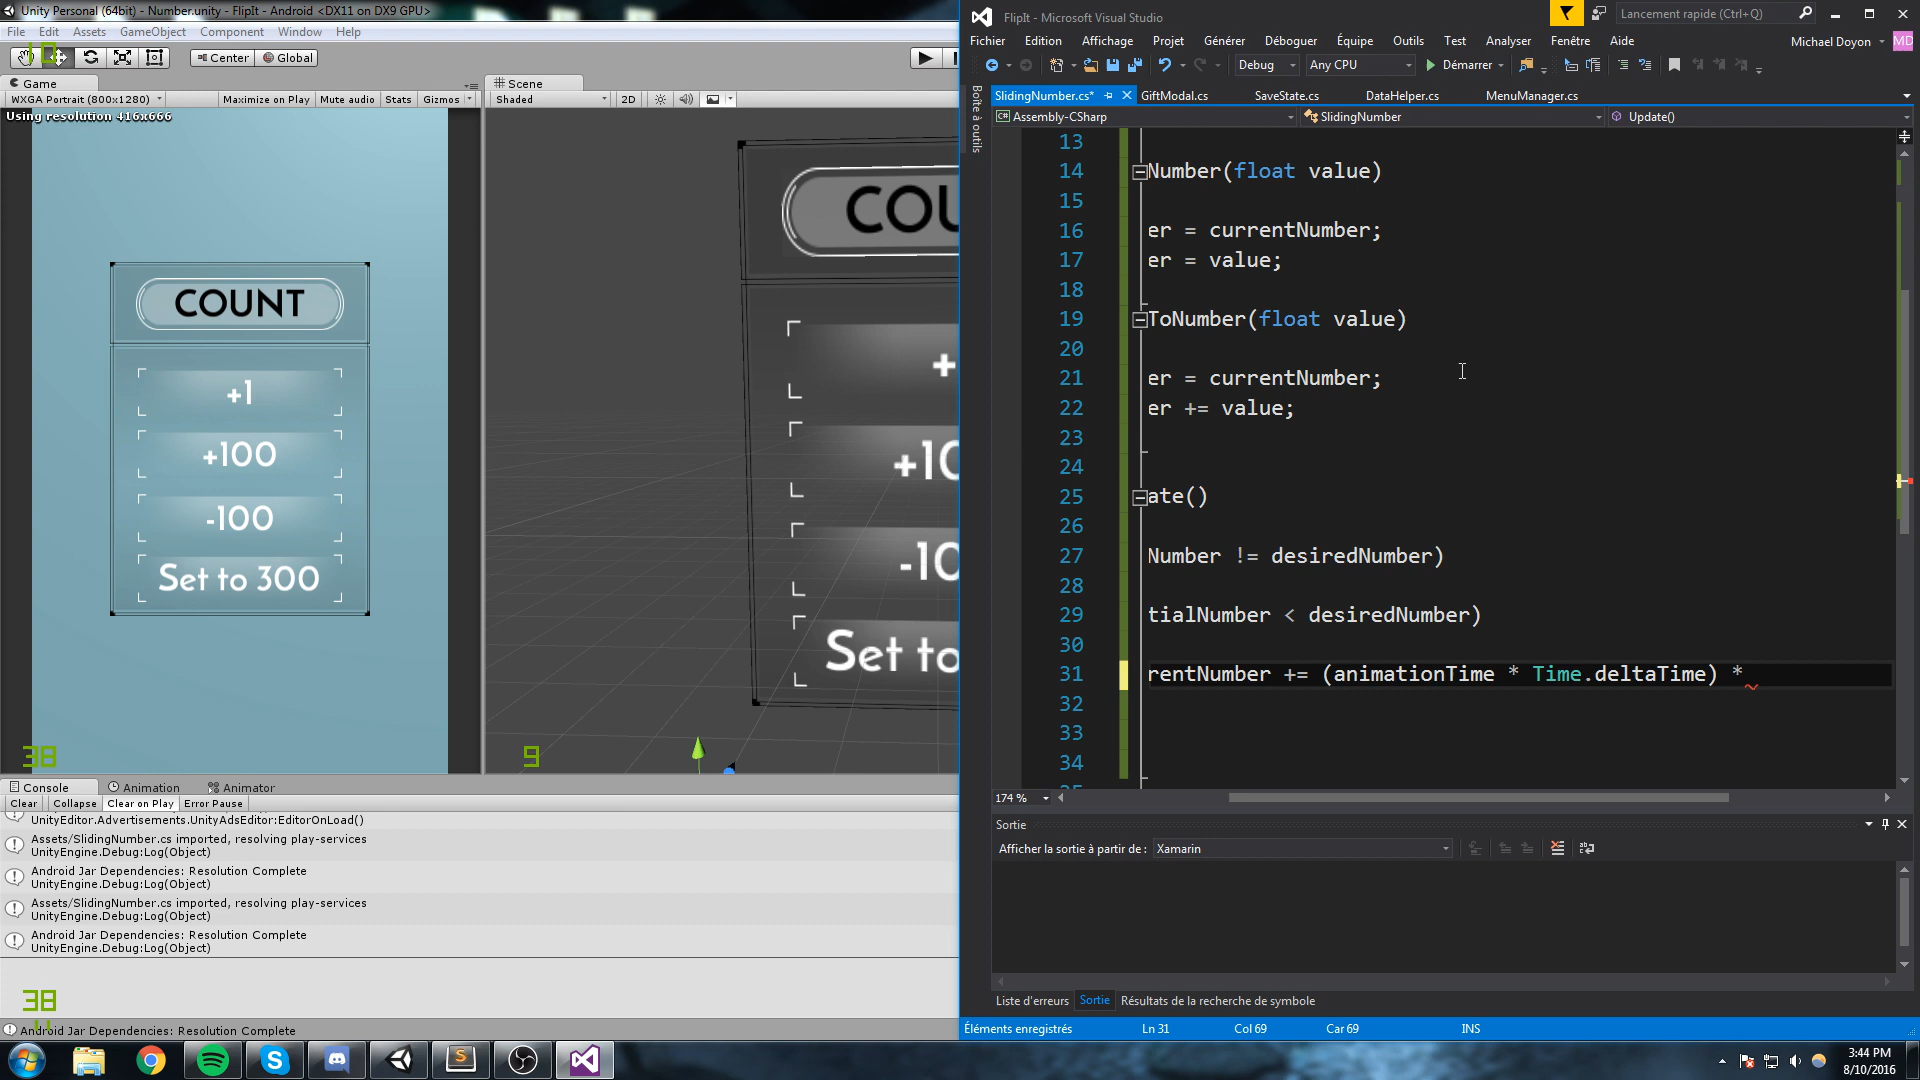 Unity Personal (64bit) - Number.unity - FlipIt - Android <DX11 on DX9 GPU>
File Edit Assets GameObject Component Window Help
Center Global
Game
WXGA Portrait (800x1280) Maximize on Play Mute audio Stats Gizmos
Using resolution 416x666
COUNT
+1
+100
-100
Set to 300
38
Scene
Shaded 2D
COU
+
+10
-10
Set to
9
Console Animation Animator
Clear Collapse Clear on Play Error Pause
UnityEditor.Advertisements.UnityAdsEditor:EditorOnLoad()
Assets/SlidingNumber.cs imported, resolving play-services
UnityEngine.Debug:Log(Object)
Android Jar Dependencies: Resolution Complete
UnityEngine.Debug:Log(Object)
Assets/SlidingNumber.cs imported, resolving play-services
UnityEngine.Debug:Log(Object)
Android Jar Dependencies: Resolution Complete
UnityEngine.Debug:Log(Object)
38
Android Jar Dependencies: Resolution Complete
FlipIt - Microsoft Visual Studio
Lancement rapide (Ctrl+Q)
Fichier Edition Affichage Projet Générer Déboguer Équipe Outils Test Analyser Fenêtre Aide
Michael Doyon MD
Debug Any CPU Démarrer
Boîte à outils
SlidingNumber.cs* GiftModal.cs SaveState.cs DataHelper.cs MenuManager.cs
Assembly-CSharp SlidingNumber Update()
13
14 Number(float value)
15
16 er = currentNumber;
17 er = value;
18
19 ToNumber(float value)
20
21 er = currentNumber;
22 er += value;
23
24
25 ate()
26
27 Number != desiredNumber)
28
29 tialNumber < desiredNumber)
30
31 rentNumber += (animationTime * Time.deltaTime) *
32
33
34
174 %
Sortie
Afficher la sortie à partir de : Xamarin
Liste d'erreurs Sortie Résultats de la recherche de symbole
Éléments enregistrés Ln 31 Col 69 Car 69 INS
3:44 PM
8/10/2016